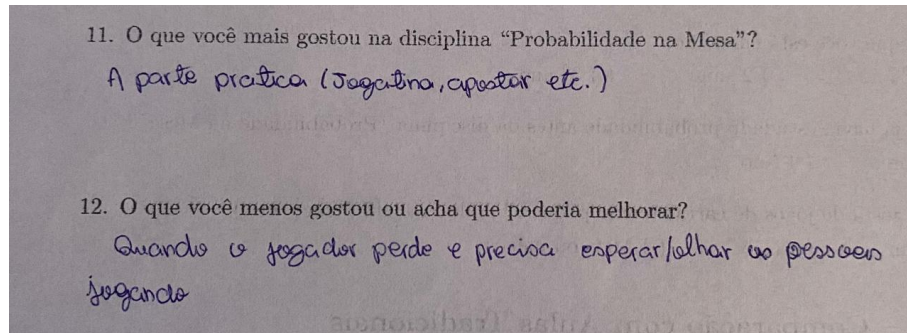 11. O que você mais gostou na disciplina “Probabilidade na Mesa”?
A parte pratica (Jogatina, apostar etc.)
12. O que você menos gostou ou acha que poderia melhorar?
Quando o jogador perde e precisa esperar/olhar as pessoas
jogando